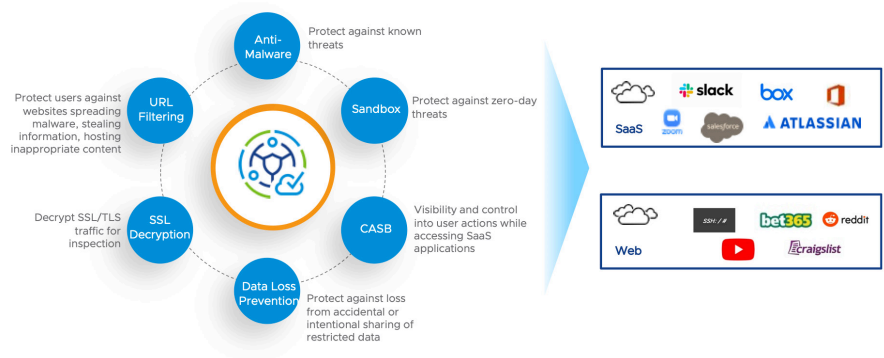 Anti-
Malware
Protect against known
threats
URL
Filtering
Protect users against
websites spreading
malware, stealing
information, hosting
inappropriate content
Sandbox
Protect against zero-day
threats
SSL
Decryption
Decrypt SSL/TLS
traffic for
inspection
CASB
Visibility and control
into user actions while
accessing SaaS
applications
Data Loss
Prevention
Protect against loss
from accidental or
intentional sharing of
restricted data
slack
box
SaaS
zoom
salesforce
ATLASSIAN
SSH: / #
bet365
reddit
Web
craigslist